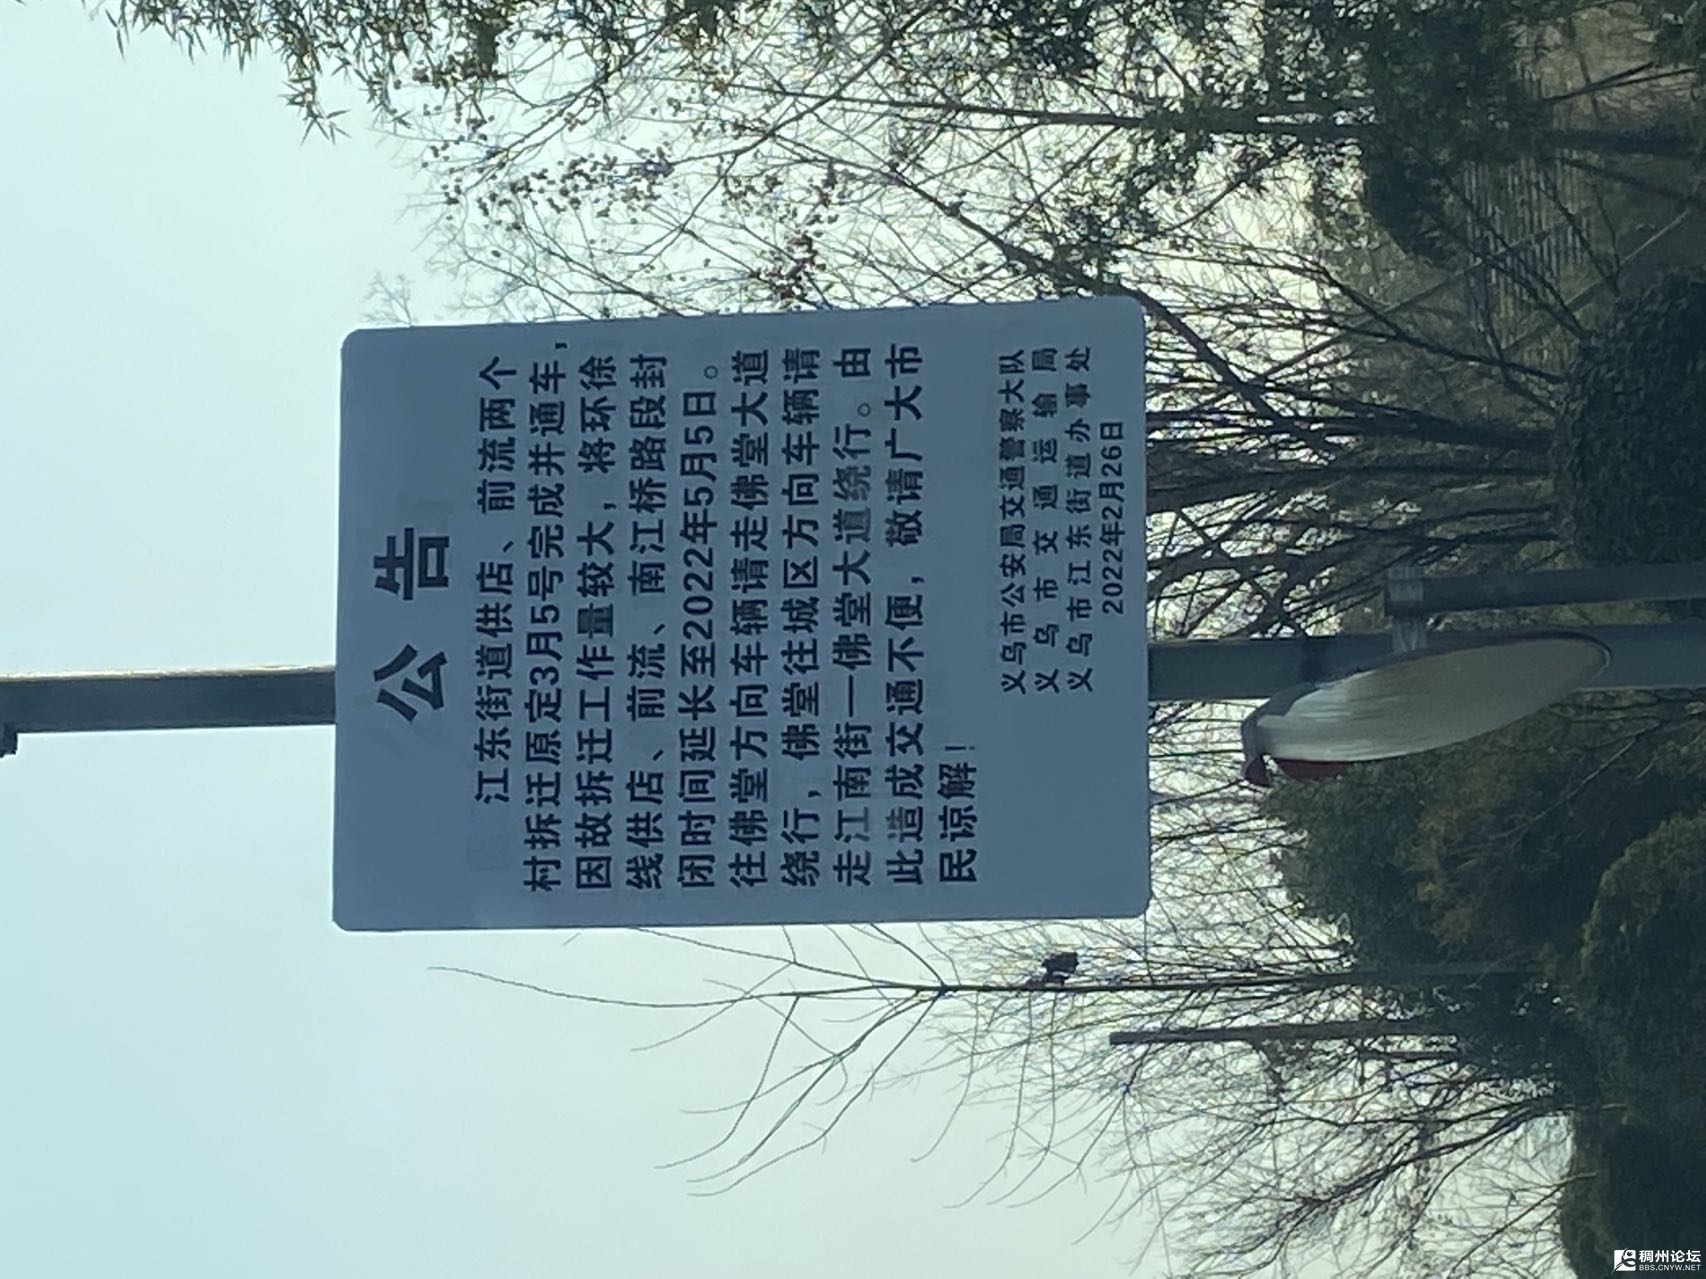 公告
江东街道供店、前流两个
村拆迁原定3月5号完成并通车，
因故拆迁工作量较大，将环徐
线供店、前流、南江桥路段封
闭时间延长至2022年5月5日。
往佛堂方向车辆请走佛堂大道
绕行，佛堂往城区方向车辆请
走江南街一佛堂大道绕行。由
此造成交通不便，敬请广大市
民谅解！
义乌市公安局交通警察大队
义乌市交通运输局
义乌市江东街道办事处
2022年2月26日
稠州论坛
BBS.CNYW.NET